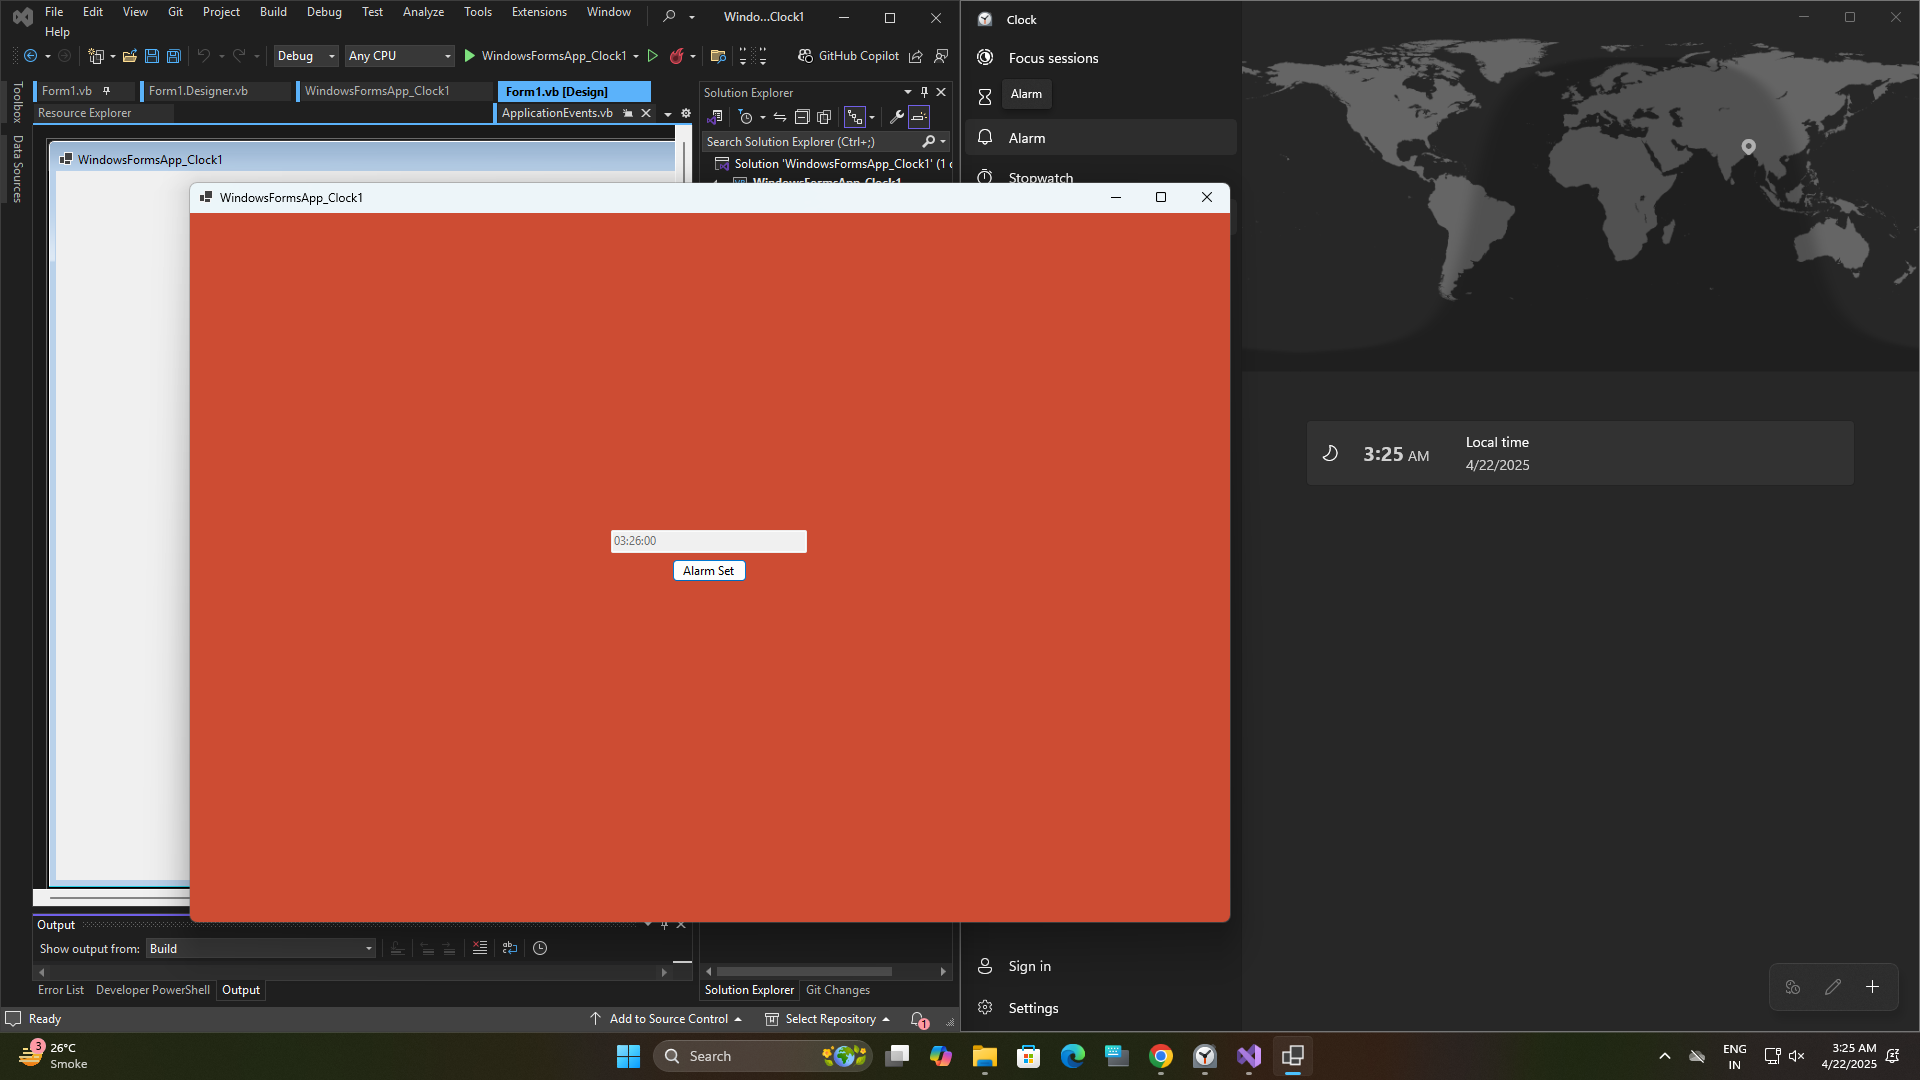 File Edit View Git Project Build Debug Test Analyze Tools Extensions Window
Windo...Clock1
Help
Debug
Any CPU
WindowsFormsApp_Clock1
GitHub Copilot
Toolbox
Data Sources
Form1.vb
Form1.Designer.vb
WindowsFormsApp_Clock1
Form1.vb [Design]
Resource Explorer
ApplicationEvents.vb
WindowsFormsApp_Clock1
Solution Explorer
Search Solution Explorer (Ctrl+;)
Solution 'WindowsFormsApp_Clock1' (1 c
WindowsFormsApp_Clock1
Clock
Focus sessions
Alarm
Alarm
Stopwatch
WindowsFormsApp_Clock1
03:26:00
Alarm Set
3:25 AM
Local time
4/22/2025
Output
Show output from: Build
Error List Developer PowerShell Output
Solution Explorer Git Changes
Sign in
Settings
Ready
Add to Source Control
Select Repository
1
3
26°C
Smoke
Search
ENG
IN
3:25 AM
4/22/2025